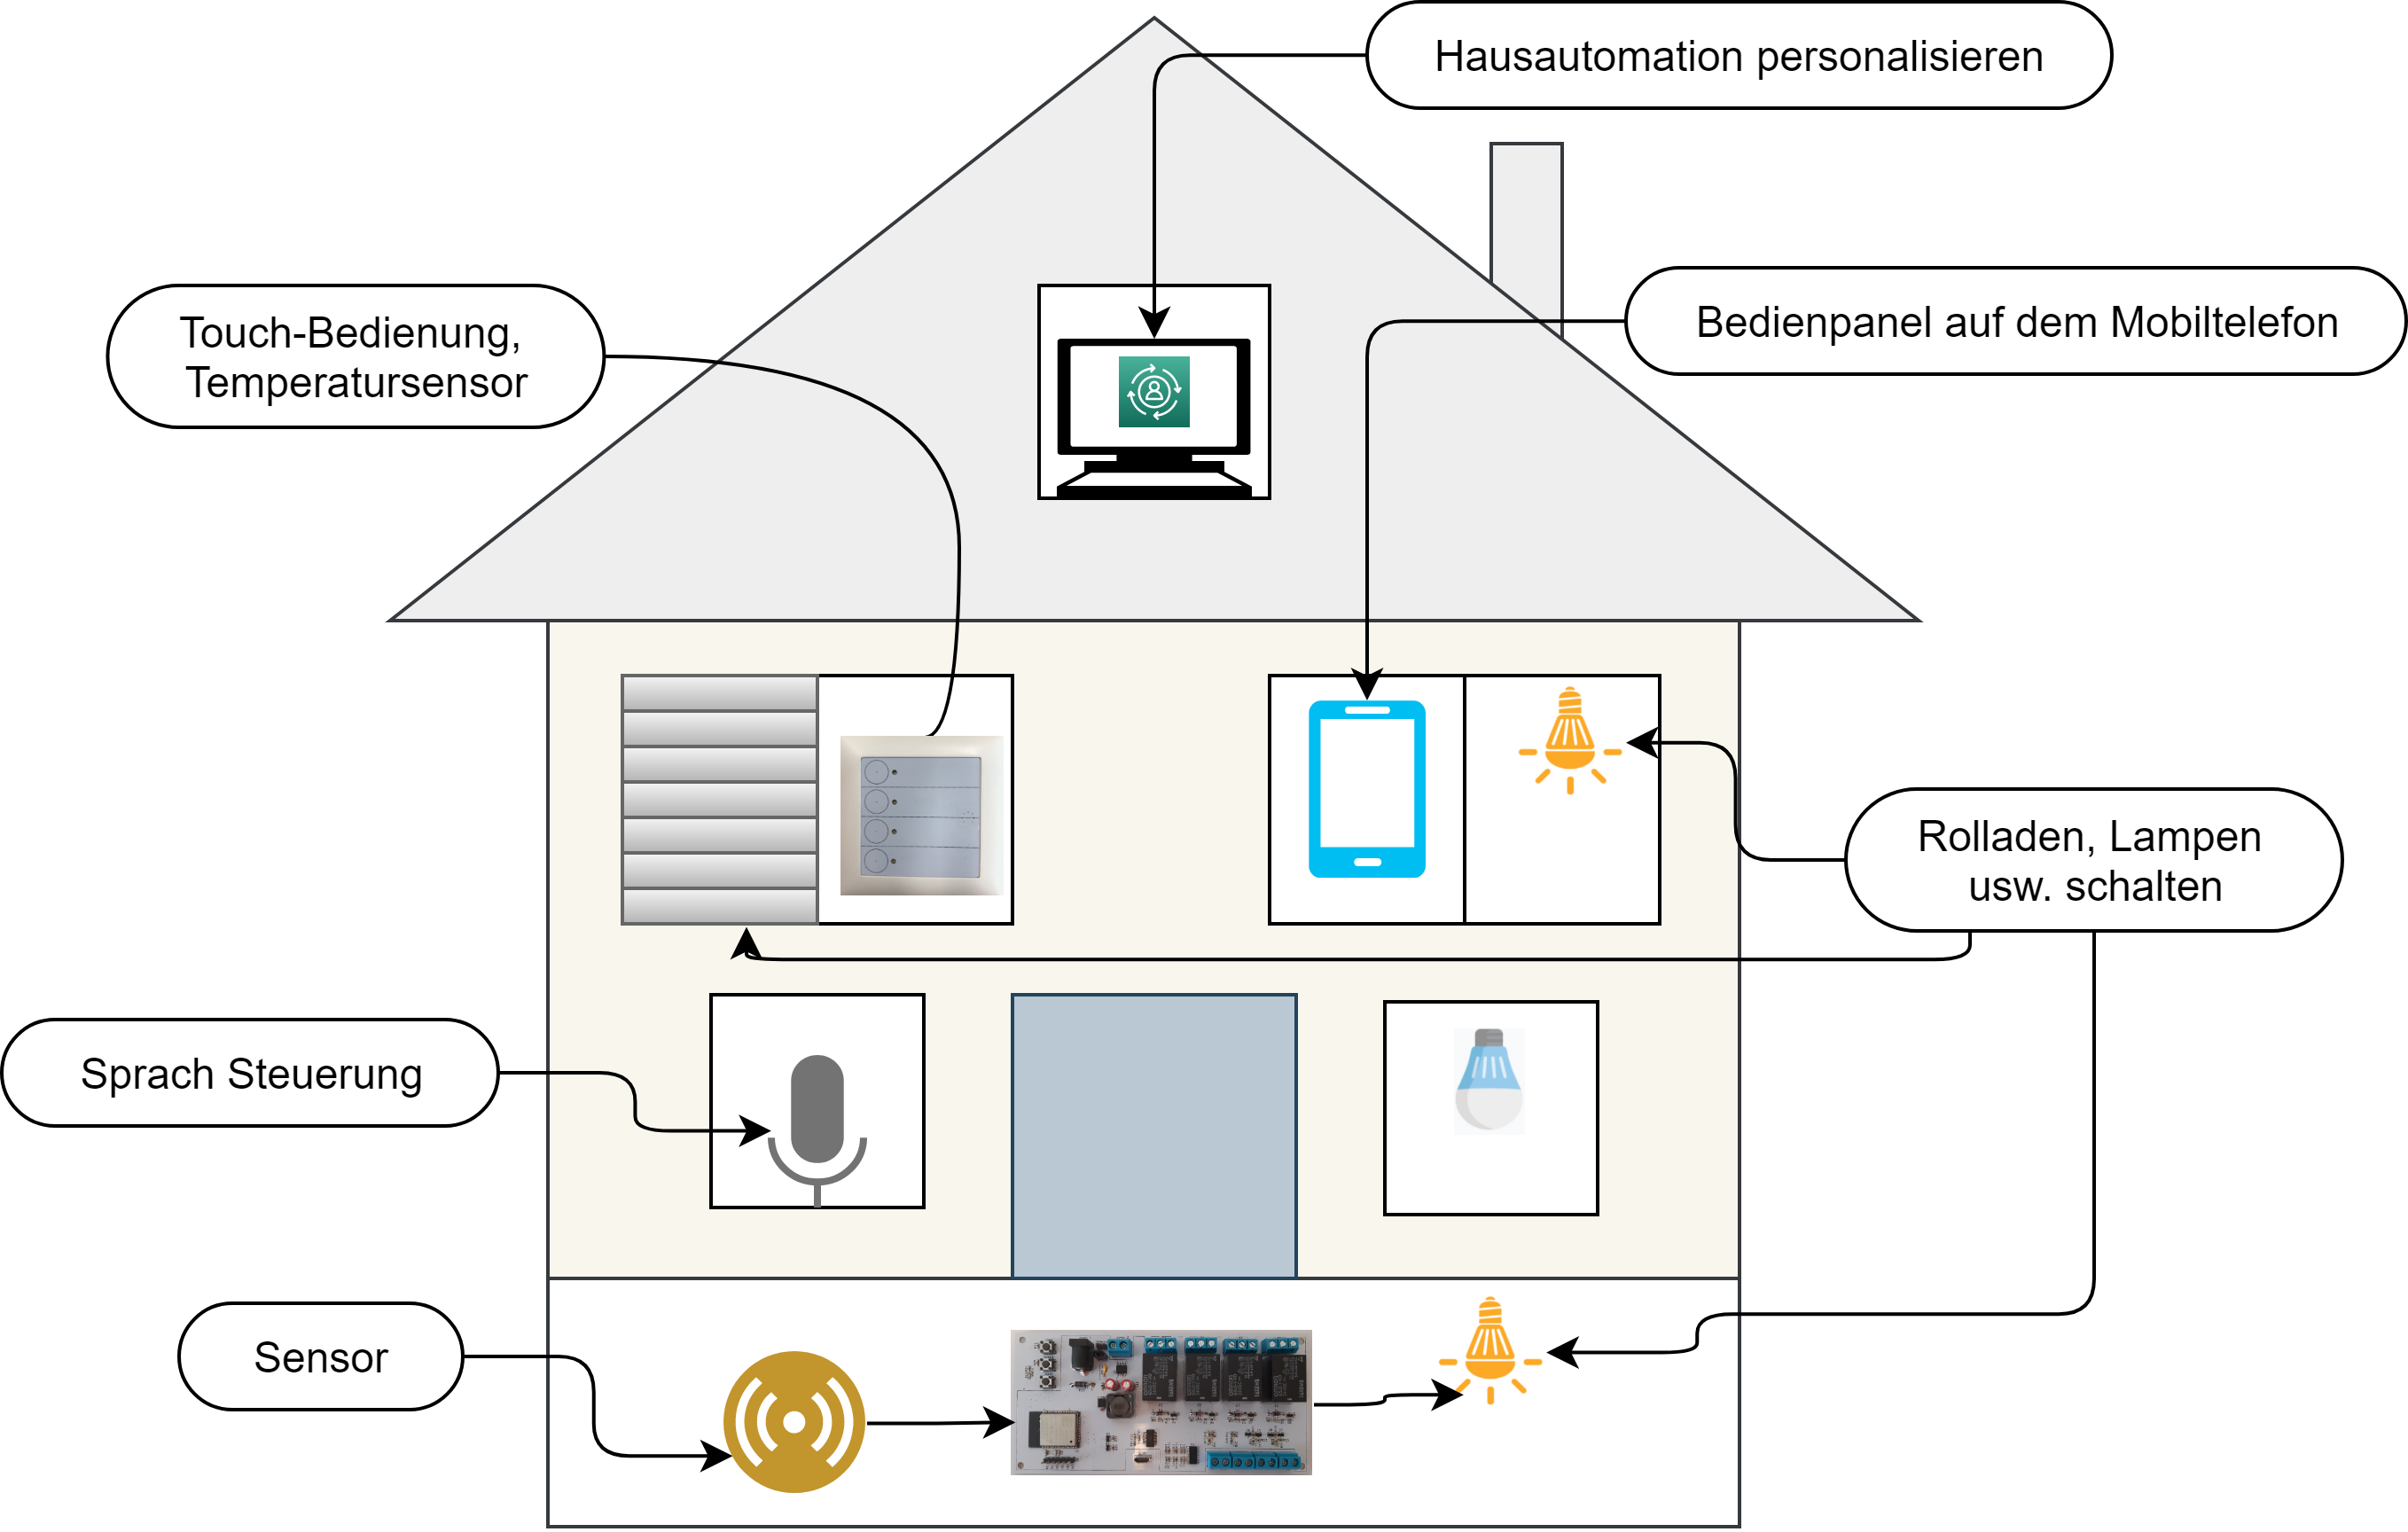 Hausautomation personalisieren
Touch-Bedienung,
Temperatursensor
Bedienpanel auf dem Mobiltelefon
Rolladen, Lampen
usw. schalten
Sprach Steuerung
Sensor